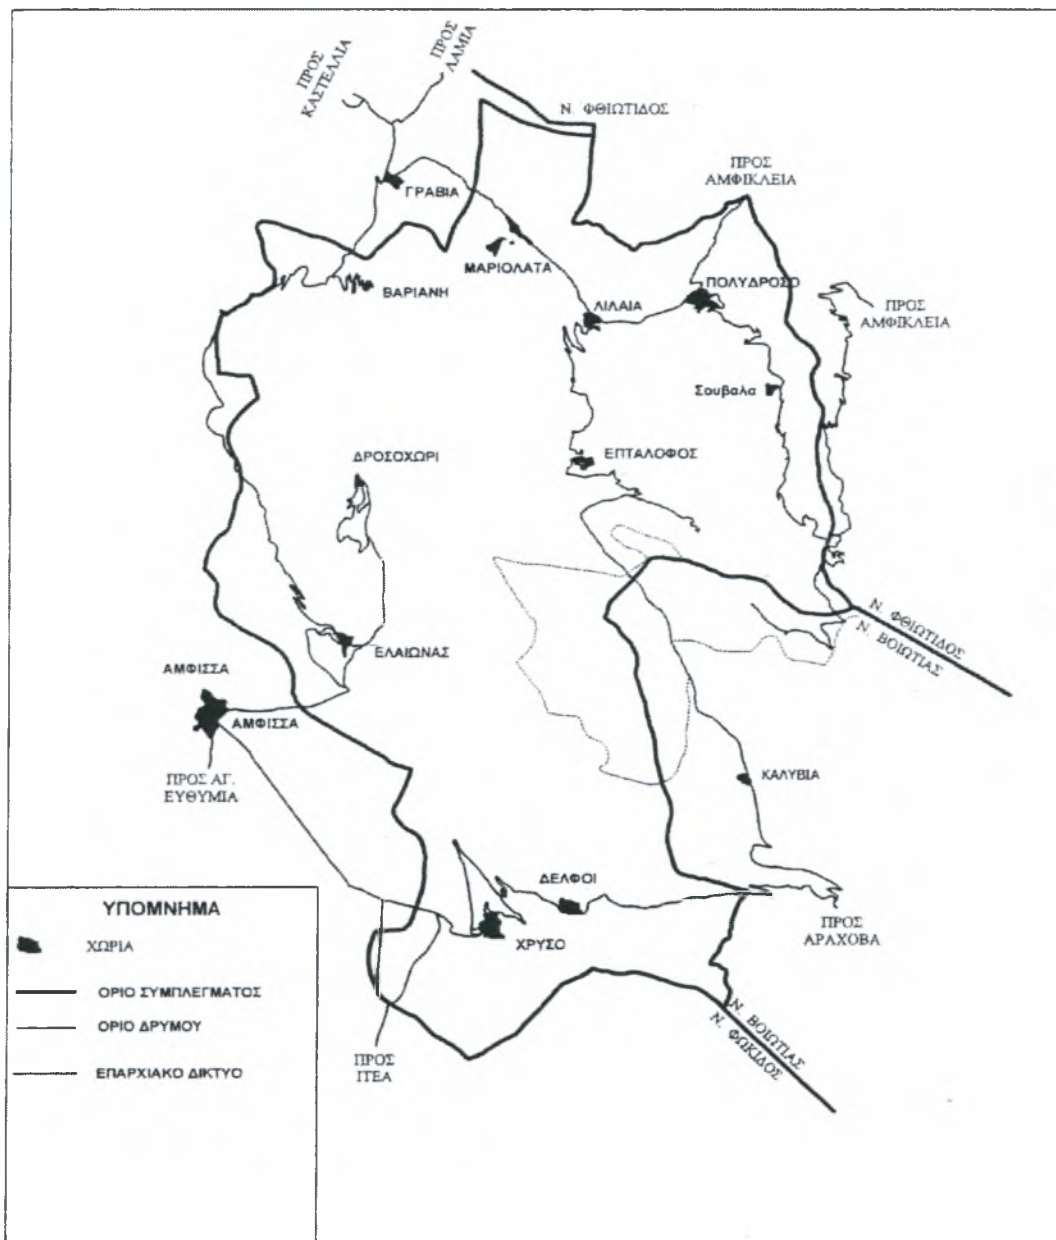 ΠΡΟΣ
ΚΑΣΤΕΛΛΙΑ
ΠΡΟΣ
ΛΑΜΙΑ
Ν. ΦΘΙΩΤΙΔΟΣ
ΠΡΟΣ
ΑΜΦΙΚΛΕΙΑ
ΓΡΑΒΙΑ
ΜΑΡΙΟΛΑΤΑ
ΒΑΡΙΑΝΗ
ΠΟΛΥΔΡΟΣΟ
ΛΙΛΑΙΑ
ΠΡΟΣ
ΑΜΦΙΚΛΕΙΑ
Σουβαλα
ΔΡΟΣΟΧΩΡΙ
ΕΠΤΑΛΟΦΟΣ
Ν. ΦΘΙΩΤΙΔΟΣ
Ν. ΒΟΙΩΤΙΑΣ
ΕΛΑΙΩΝΑΣ
ΑΜΦΙΣΣΑ
ΑΜΦΙΣΣΑ
ΠΡΟΣ ΑΓ.
ΕΥΘΥΜΙΑ
ΚΑΛΥΒΙΑ
ΔΕΛΦΟΙ
ΧΡΥΣΟ
ΠΡΟΣ
ΑΡΑΧΟΒΑ
Ν. ΒΟΙΩΤΙΑΣ
Ν. ΦΩΚΙΔΟΣ
ΠΡΟΣ
ΙΤΕΑ
ΥΠΟΜΝΗΜΑ
ΧΩΡΙΑ
ΟΡΙΟ ΣΥΜΠΛΕΓΜΑΤΟΣ
ΟΡΙΟ ΔΡΥΜΟΥ
ΕΠΑΡΧΙΑΚΟ ΔΙΚΤΥΟ